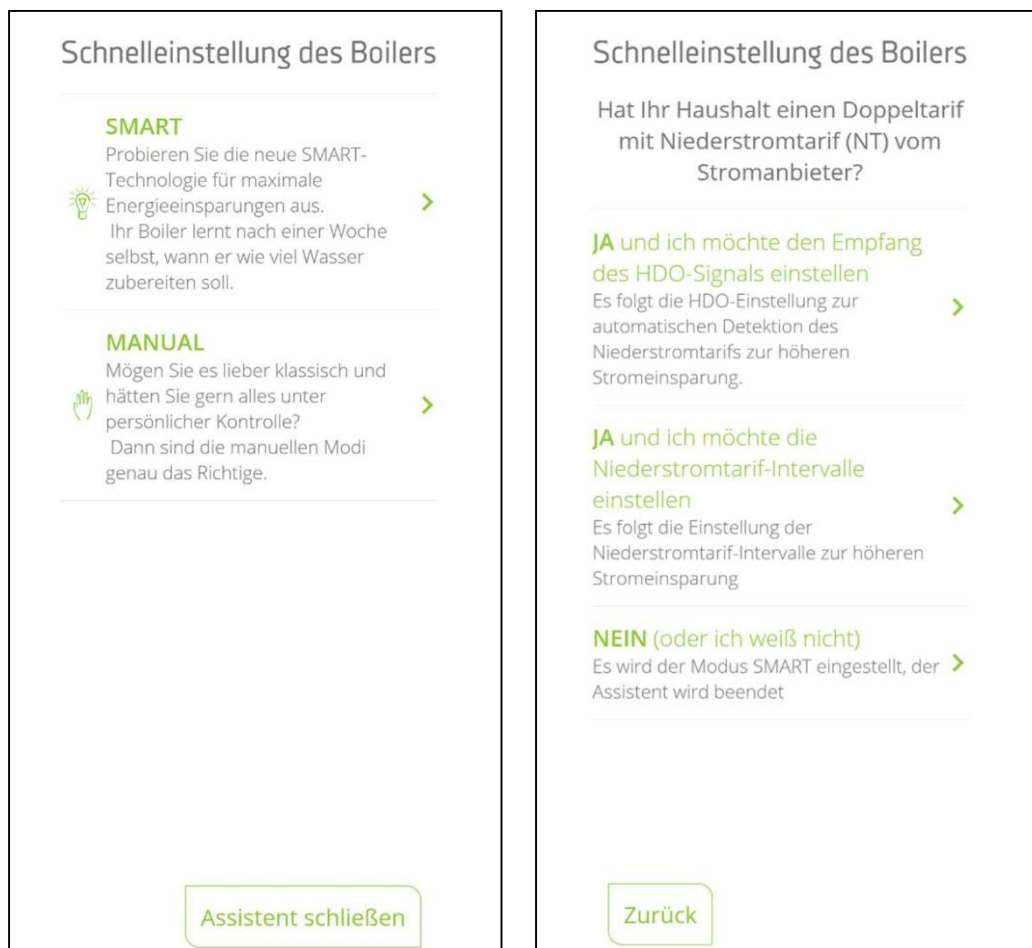 Schnelleinstellung des Boilers
SMART
Probieren Sie die neue SMART-
Technologie für maximale
Energieeinsparungen aus.
Ihr Boiler lernt nach einer Woche
selbst, wann er wie viel Wasser
zubereiten soll.
MANUAL
Mögen Sie es lieber klassisch und
hätten Sie gern alles unter
persönlicher Kontrolle?
Dann sind die manuellen Modi
genau das Richtige.
Assistent schließen
Schnelleinstellung des Boilers
Hat Ihr Haushalt einen Doppeltarif
mit Niederstromtarif (NT) vom
Stromanbieter?
JA und ich möchte den Empfang
des HDO-Signals einstellen
Es folgt die HDO-Einstellung zur
automatischen Detektion des
Niederstromtarifs zur höheren
Stromeinsparung.
JA und ich möchte die
Niederstromtarif-Intervalle
einstellen
Es folgt die Einstellung der
Niederstromtarif-Intervalle zur höheren
Stromeinsparung
NEIN (oder ich weiß nicht)
Es wird der Modus SMART eingestellt, der
Assistent wird beendet
Zurück